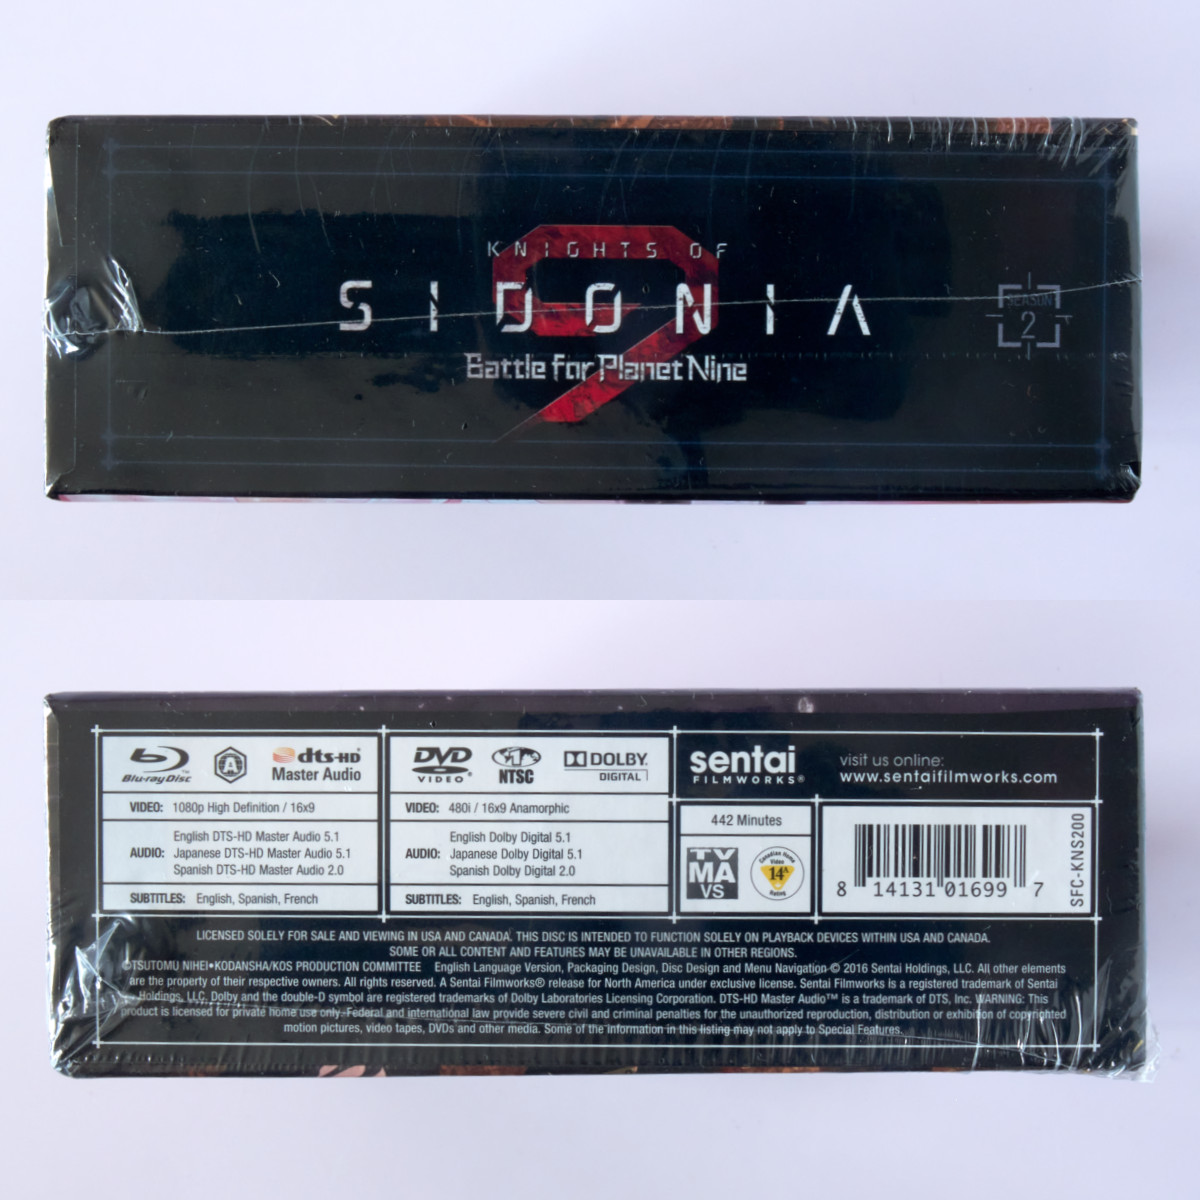 KNIGHTS OF
SIDONIA
Battle for Planet Nine
9
SEASON
2
Blu-ray Disc™
A
dts-HD
Master Audio
VIDEO: 1080p High Definition / 16x9
AUDIO: English DTS-HD Master Audio 5.1
Japanese DTS-HD Master Audio 5.1
Spanish DTS-HD Master Audio 2.0
SUBTITLES: English, Spanish, French
DVD
VIDEO®
NTSC
DOLBY
DIGITAL
VIDEO: 480i / 16x9 Anamorphic
AUDIO: English Dolby Digital 5.1
Japanese Dolby Digital 5.1
Spanish Dolby Digital 2.0
SUBTITLES: English, Spanish, French
sentai
FILMWORKS®
visit us online:
www.sentaifilmworks.com
442 Minutes
TV
MA
VS
Canadian Home
Video
14A
8 14131 01699 7
SFC-KNS200
LICENSED SOLELY FOR SALE AND VIEWING IN USA AND CANADA. THIS DISC IS INTENDED TO FUNCTION SOLELY ON PLAYBACK DEVICES WITHIN USA AND CANADA.
SOME OR ALL CONTENT AND FEATURES MAY BE UNAVAILABLE IN OTHER REGIONS.
©TSUTOMU NIHEI•KODANSHA/KOS PRODUCTION COMMITTEE English Language Version, Packaging Design, Disc Design and Menu Navigation © 2016 Sentai Holdings, LLC. All other elements
are the property of their respective owners. All rights reserved. A Sentai Filmworks® release for North America under exclusive license. Sentai Filmworks is a registered trademark of Sentai
Holdings, LLC. Dolby and the double-D symbol are registered trademarks of Dolby Laboratories Licensing Corporation. DTS-HD Master Audio™ is a trademark of DTS, Inc. WARNING: This
product is licensed for private home use only. Federal and international law provide severe civil and criminal penalties for the unauthorized reproduction, distribution or exhibition of copyrighted
motion pictures, video tapes, DVDs and other media. Some of the information in this listing may not apply to Special Features.